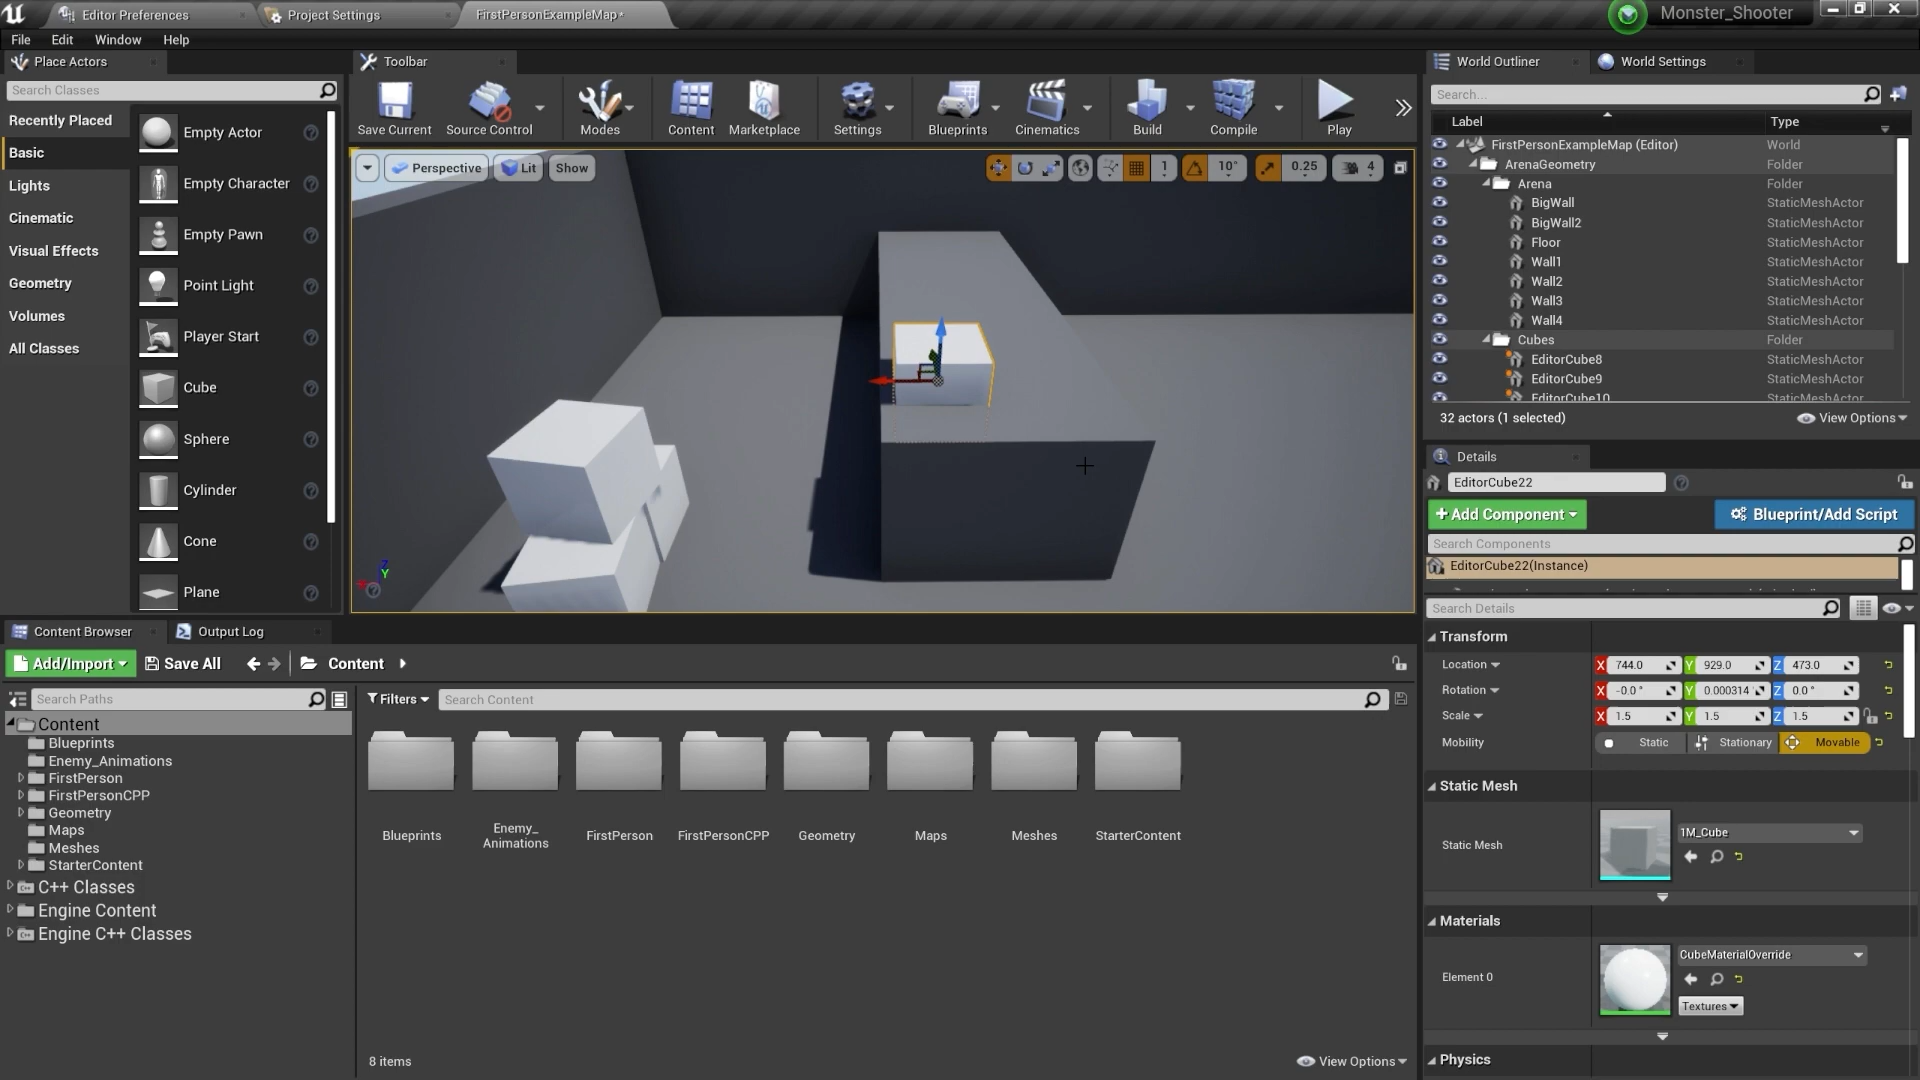 Editor Preferences
Project Settings
FirstPersonExampleMap*
Monster_Shooter
File Edit Window Help
Place Actors
Search Classes
Recently Placed
Basic
Lights
Cinematic
Visual Effects
Geometry
Volumes
All Classes
Empty Actor
Empty Character
Empty Pawn
Point Light
Player Start
Cube
Sphere
Cylinder
Cone
Plane
Toolbar
Save Current
Source Control
Modes
Content
Marketplace
Settings
Blueprints
Cinematics
Build
Compile
Play
Perspective
Lit
Show
1
10°
0.25
4
Z
Y
World Outliner
World Settings
Search...
Label Type
FirstPersonExampleMap (Editor) World
ArenaGeometry Folder
Arena Folder
BigWall StaticMeshActor
BigWall2 StaticMeshActor
Floor StaticMeshActor
Wall1 StaticMeshActor
Wall2 StaticMeshActor
Wall3 StaticMeshActor
Wall4 StaticMeshActor
Cubes Folder
EditorCube8 StaticMeshActor
EditorCube9 StaticMeshActor
EditorCube10 StaticMeshActor
32 actors (1 selected)
View Options
Details
EditorCube22
+Add Component
Blueprint/Add Script
Search Components
EditorCube22(Instance)
Search Details
Transform
Location X 744.0 Y 929.0 Z 473.0
Rotation X -0.0 ° Y 0.000314 Z 0.0 °
Scale X 1.5 Y 1.5 Z 1.5
Mobility Static Stationary Movable
Static Mesh
Static Mesh
1M_Cube
Materials
Element 0
CubeMaterialOverride
Textures
Physics
Content Browser
Output Log
Add/Import
Save All
Content
Search Paths
Filters
Search Content
Content
Blueprints
Enemy_Animations
FirstPerson
FirstPersonCPP
Geometry
Maps
Meshes
StarterContent
C++ Classes
Engine Content
Engine C++ Classes
Blueprints
Enemy_
Animations
FirstPerson
FirstPersonCPP
Geometry
Maps
Meshes
StarterContent
8 items
View Options